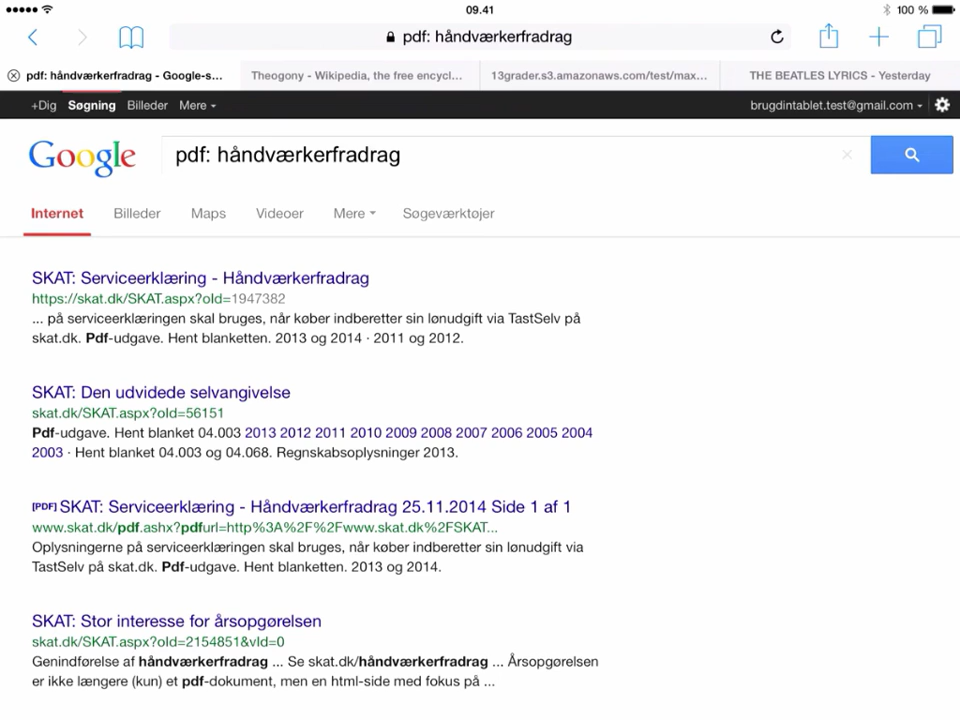 09.41
100 %
pdf: håndværkerfradrag
pdf: håndværkerfradrag - Google-s...
Theogony - Wikipedia, the free encycl...
13grader.s3.amazonaws.com/test/max...
THE BEATLES LYRICS - Yesterday
+Dig Søgning Billeder Mere
brugdintablet.test@gmail.com
Google
pdf: håndværkerfradrag
Internet Billeder Maps Videoer Mere Søgeværktøjer
SKAT: Serviceerklæring - Håndværkerfradrag
https://skat.dk/SKAT.aspx?oId=1947382
... på serviceerklæringen skal bruges, når køber indberetter sin lønudgift via TastSelv på
skat.dk. Pdf-udgave. Hent blanketten. 2013 og 2014 · 2011 og 2012.
SKAT: Den udvidede selvangivelse
skat.dk/SKAT.aspx?oId=56151
Pdf-udgave. Hent blanket 04.003 2013 2012 2011 2010 2009 2008 2007 2006 2005 2004
2003 · Hent blanket 04.003 og 04.068. Regnskabsoplysninger 2013.
[PDF] SKAT: Serviceerklæring - Håndværkerfradrag 25.11.2014 Side 1 af 1
www.skat.dk/pdf.ashx?pdfurl=http%3A%2F%2Fwww.skat.dk%2FSKAT...
Oplysningerne på serviceerklæringen skal bruges, når køber indberetter sin lønudgift via
TastSelv på skat.dk. Pdf-udgave. Hent blanketten. 2013 og 2014.
SKAT: Stor interesse for årsopgørelsen
skat.dk/SKAT.aspx?oId=2154851&vId=0
Genindførelse af håndværkerfradrag ... Se skat.dk/håndværkerfradrag ... Årsopgørelsen
er ikke længere (kun) et pdf-dokument, men en html-side med fokus på ...